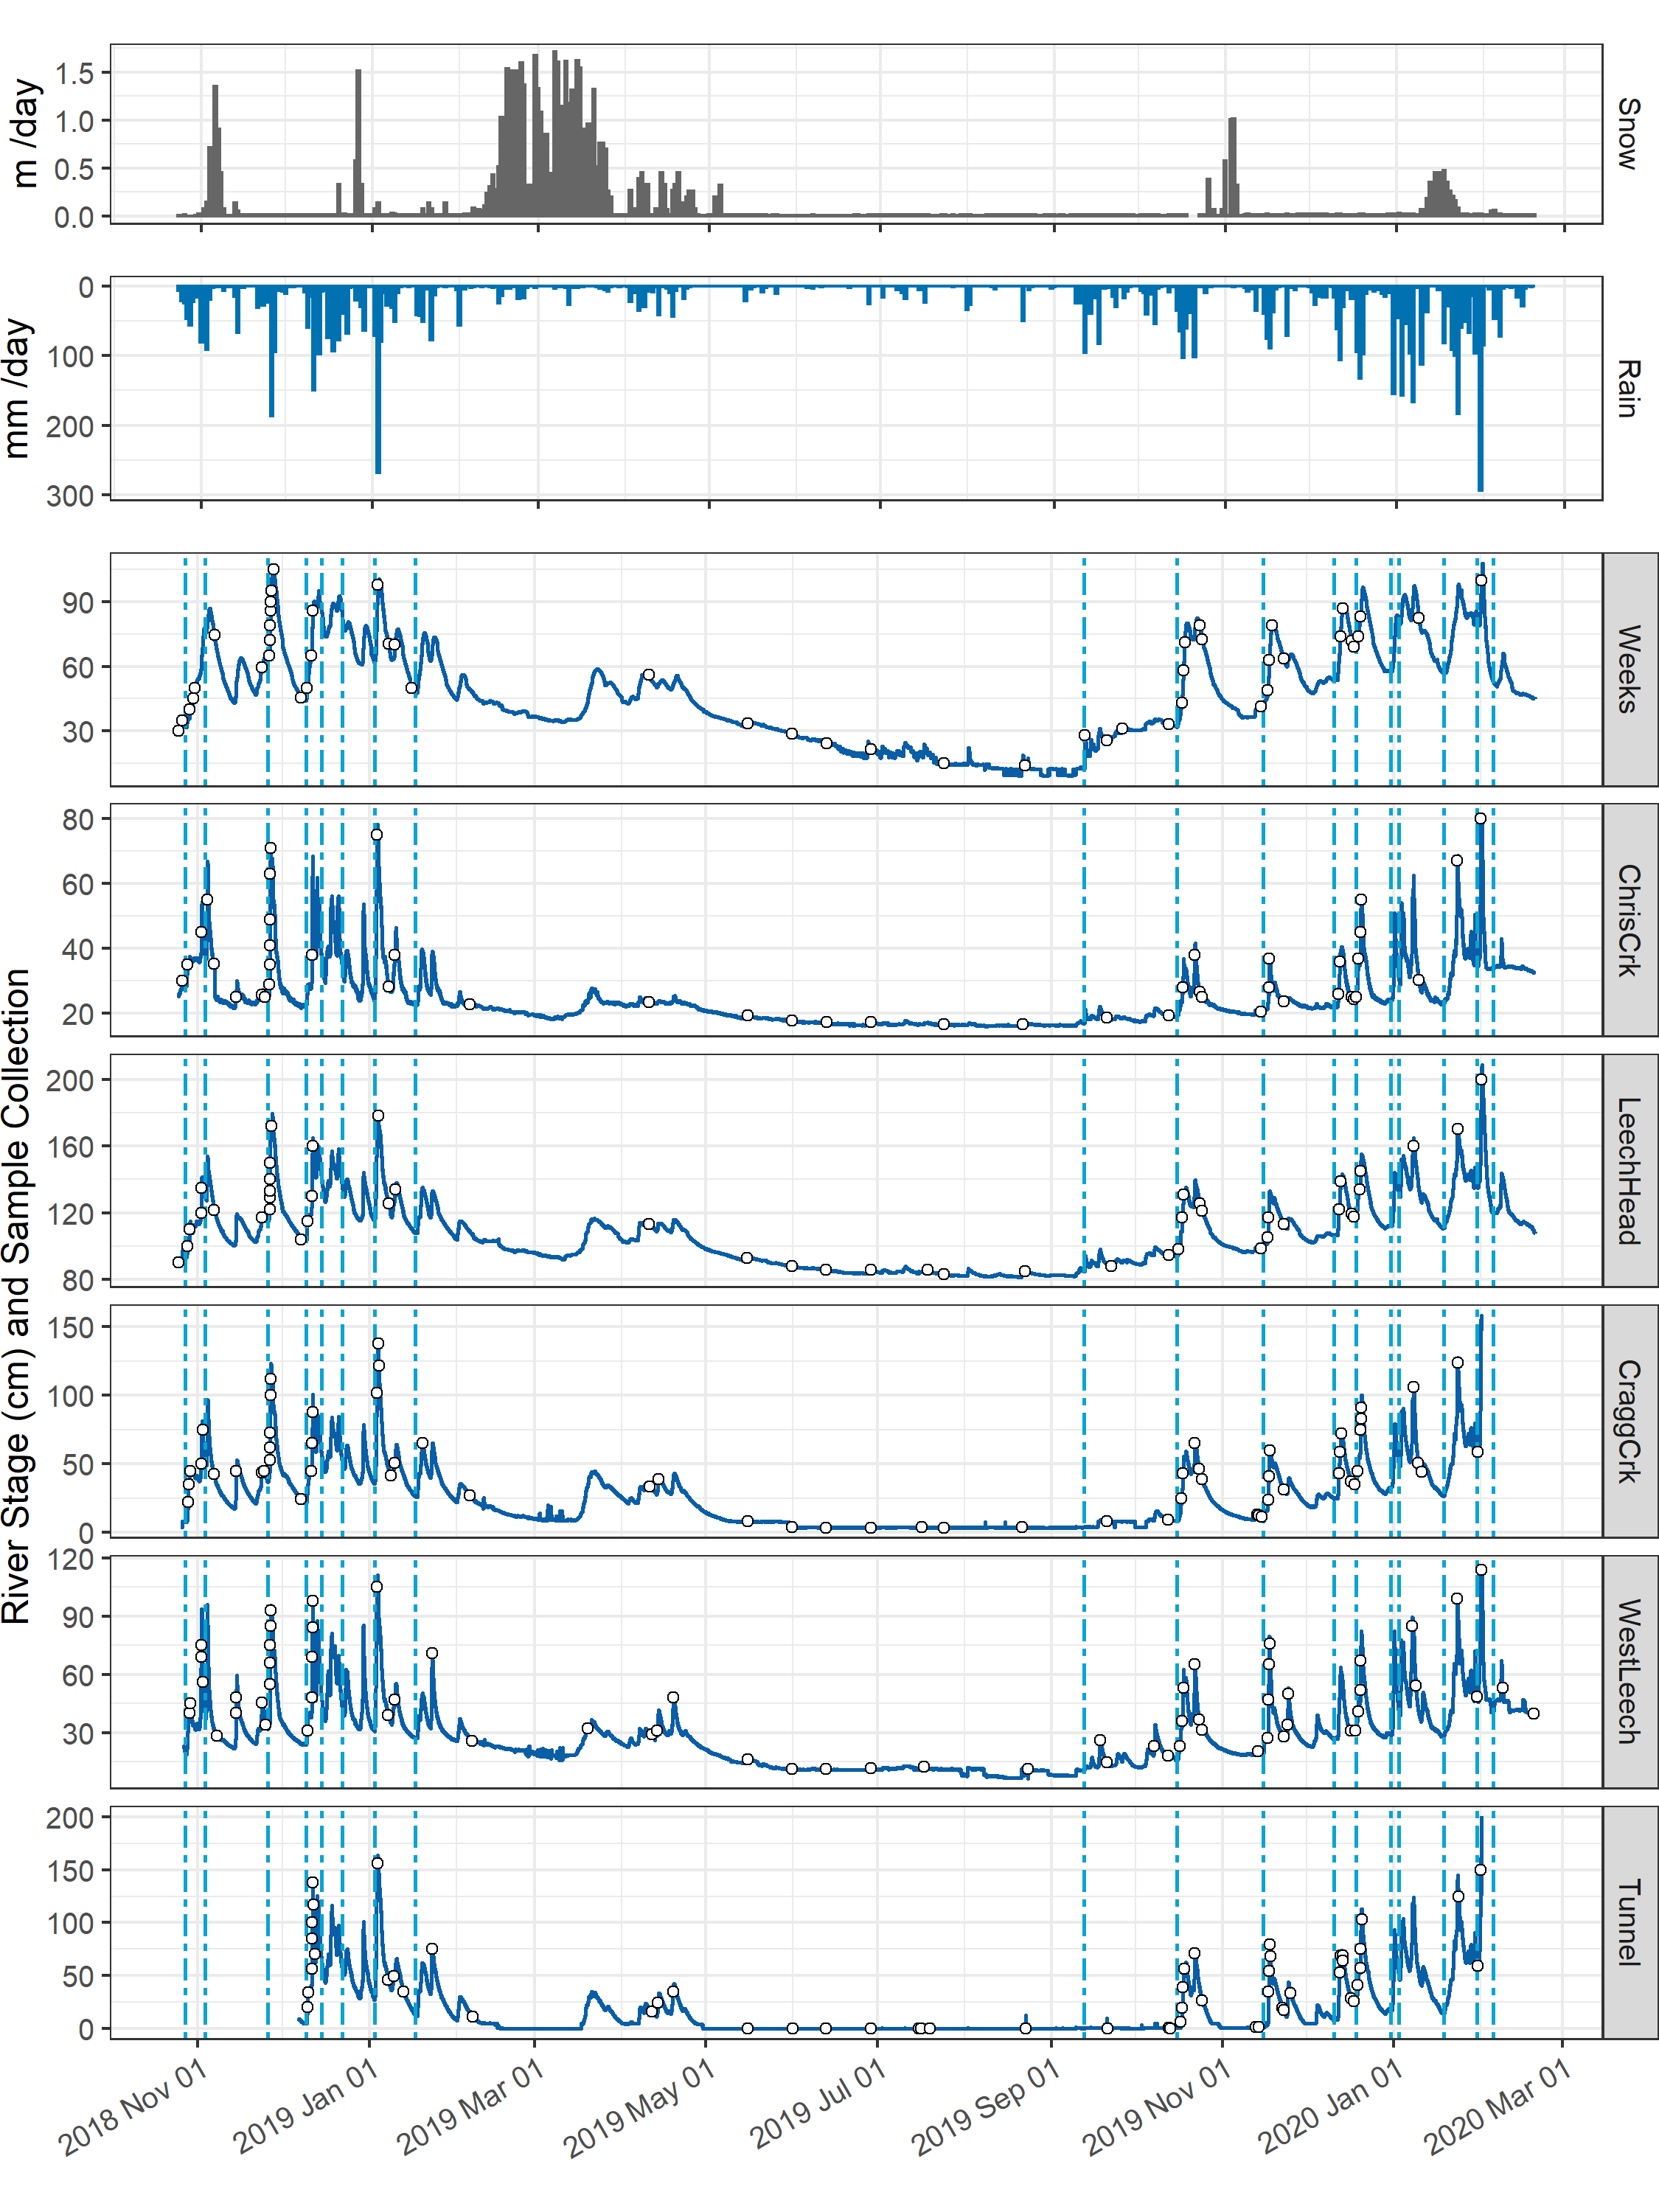 m /day
1.5
1.0
0.5
0.0
Snow
mm /day
0
100
200
300
Rain
River Stage (cm) and Sample Collection
90
60
30
Weeks
80
60
40
20
ChrisCrk
200
160
120
80
LeechHead
150
100
50
0
CraggCrk
120
90
60
30
WestLeech
200
150
100
50
0
Tunnel
2018 Nov 01
2019 Jan 01
2019 Mar 01
2019 May 01
2019 Jul 01
2019 Sep 01
2019 Nov 01
2020 Jan 01
2020 Mar 01